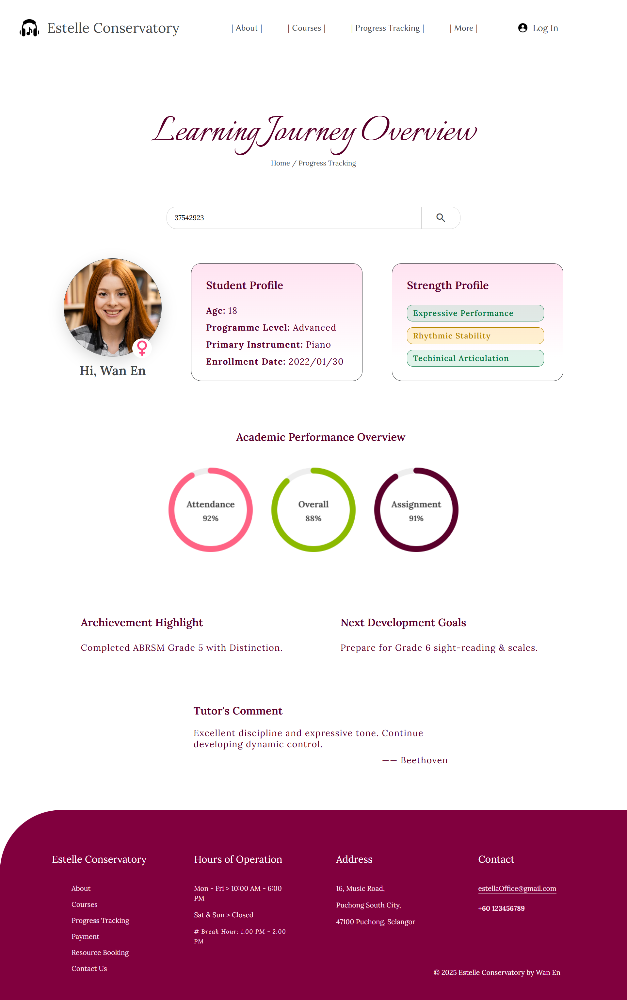 Estelle Conservatory
| About |
| Courses |
| Progress Tracking |
| More |
Log In
Learning Journey Overview
Home / Progress Tracking
37542923
Hi, Wan En
Student Profile
Age: 18
Programme Level: Advanced
Primary Instrument: Piano
Enrollment Date: 2022/01/30
Strength Profile
Expressive Performance
Rhythmic Stability
Techinical Articulation
Academic Performance Overview
Attendance
92%
Overall
88%
Assignment
91%
Archievement Highlight
Completed ABRSM Grade 5 with Distinction.
Next Development Goals
Prepare for Grade 6 sight-reading & scales.
Tutor's Comment
Excellent discipline and expressive tone. Continue
developing dynamic control.
—— Beethoven
Estelle Conservatory
About
Courses
Progress Tracking
Payment
Resource Booking
Contact Us
Hours of Operation
Mon - Fri > 10:00 AM - 6:00
PM
Sat & Sun > Closed
# Break Hour: 1:00 PM - 2:00
PM
Address
16, Music Road,
Puchong South City,
47100 Puchong, Selangor
Contact
estellaOffice@gmail.com
+60 123456789
© 2025 Estelle Conservatory by Wan En